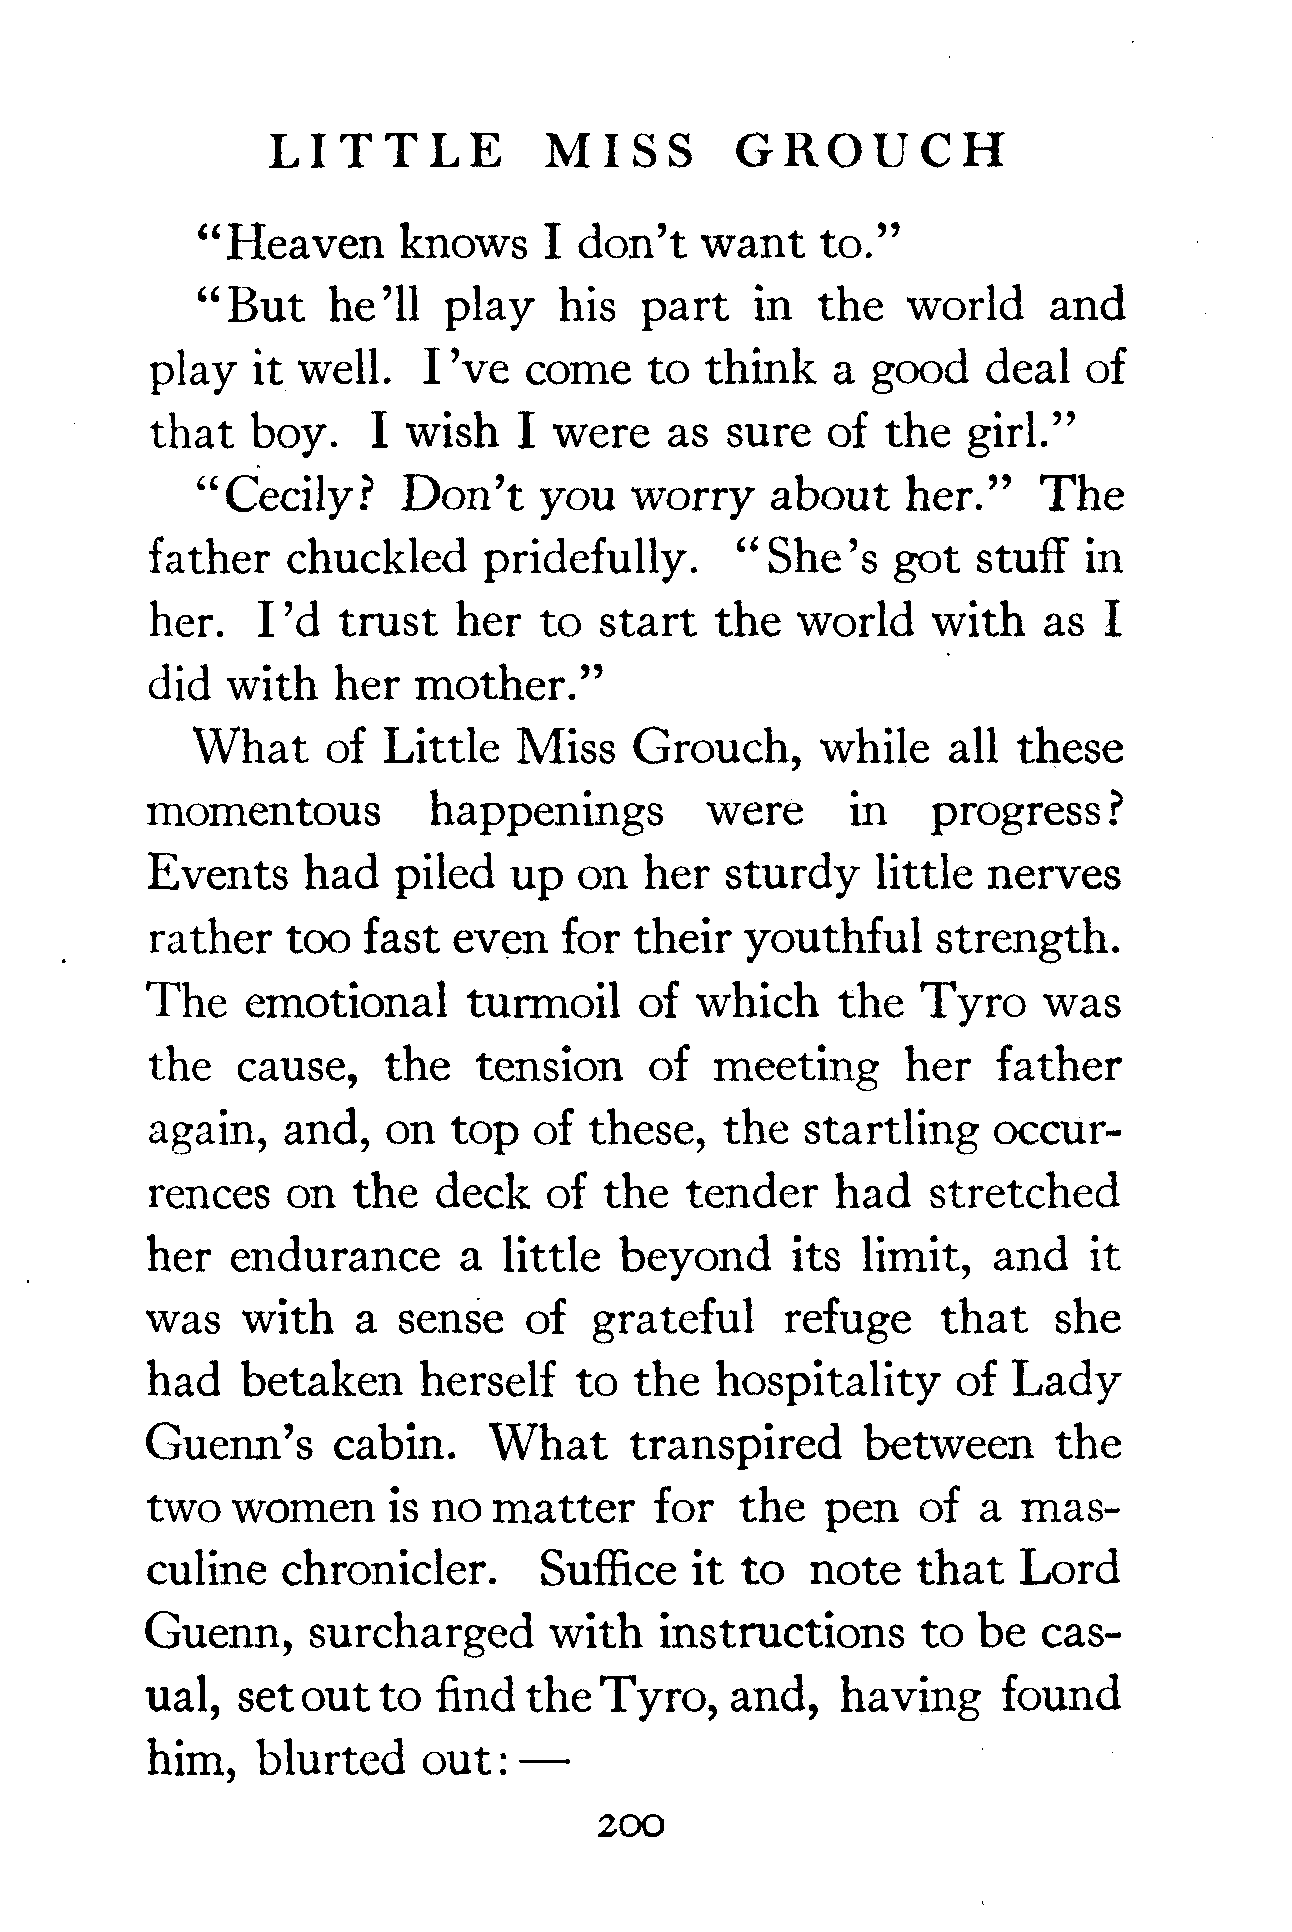 LITTLE MISS GROUCH
“Heaven knows I don’t want to.”
“But he’ll play his part in the world and
play it well. I’ve come to think a good deal of
that boy. I wish I were as sure of the girl.”
“Cecily? Don’t you worry about her.” The
father chuckled pridefully. “She’s got stuff in
her. I’d trust her to start the world with as I
did with her mother.”
What of Little Miss Grouch, while all these
momentous happenings were in progress?
Events had piled up on her sturdy little nerves
rather too fast even for their youthful strength.
The emotional turmoil of which the Tyro was
the cause, the tension of meeting her father
again, and, on top of these, the startling occur-
rences on the deck of the tender had stretched
her endurance a little beyond its limit, and it
was with a sense of grateful refuge that she
had betaken herself to the hospitality of Lady
Guenn’s cabin. What transpired between the
two women is no matter for the pen of a mas-
culine chronicler. Suffice it to note that Lord
Guenn, surcharged with instructions to be cas-
ual, set out to find the Tyro, and, having found
him, blurted out: —
200